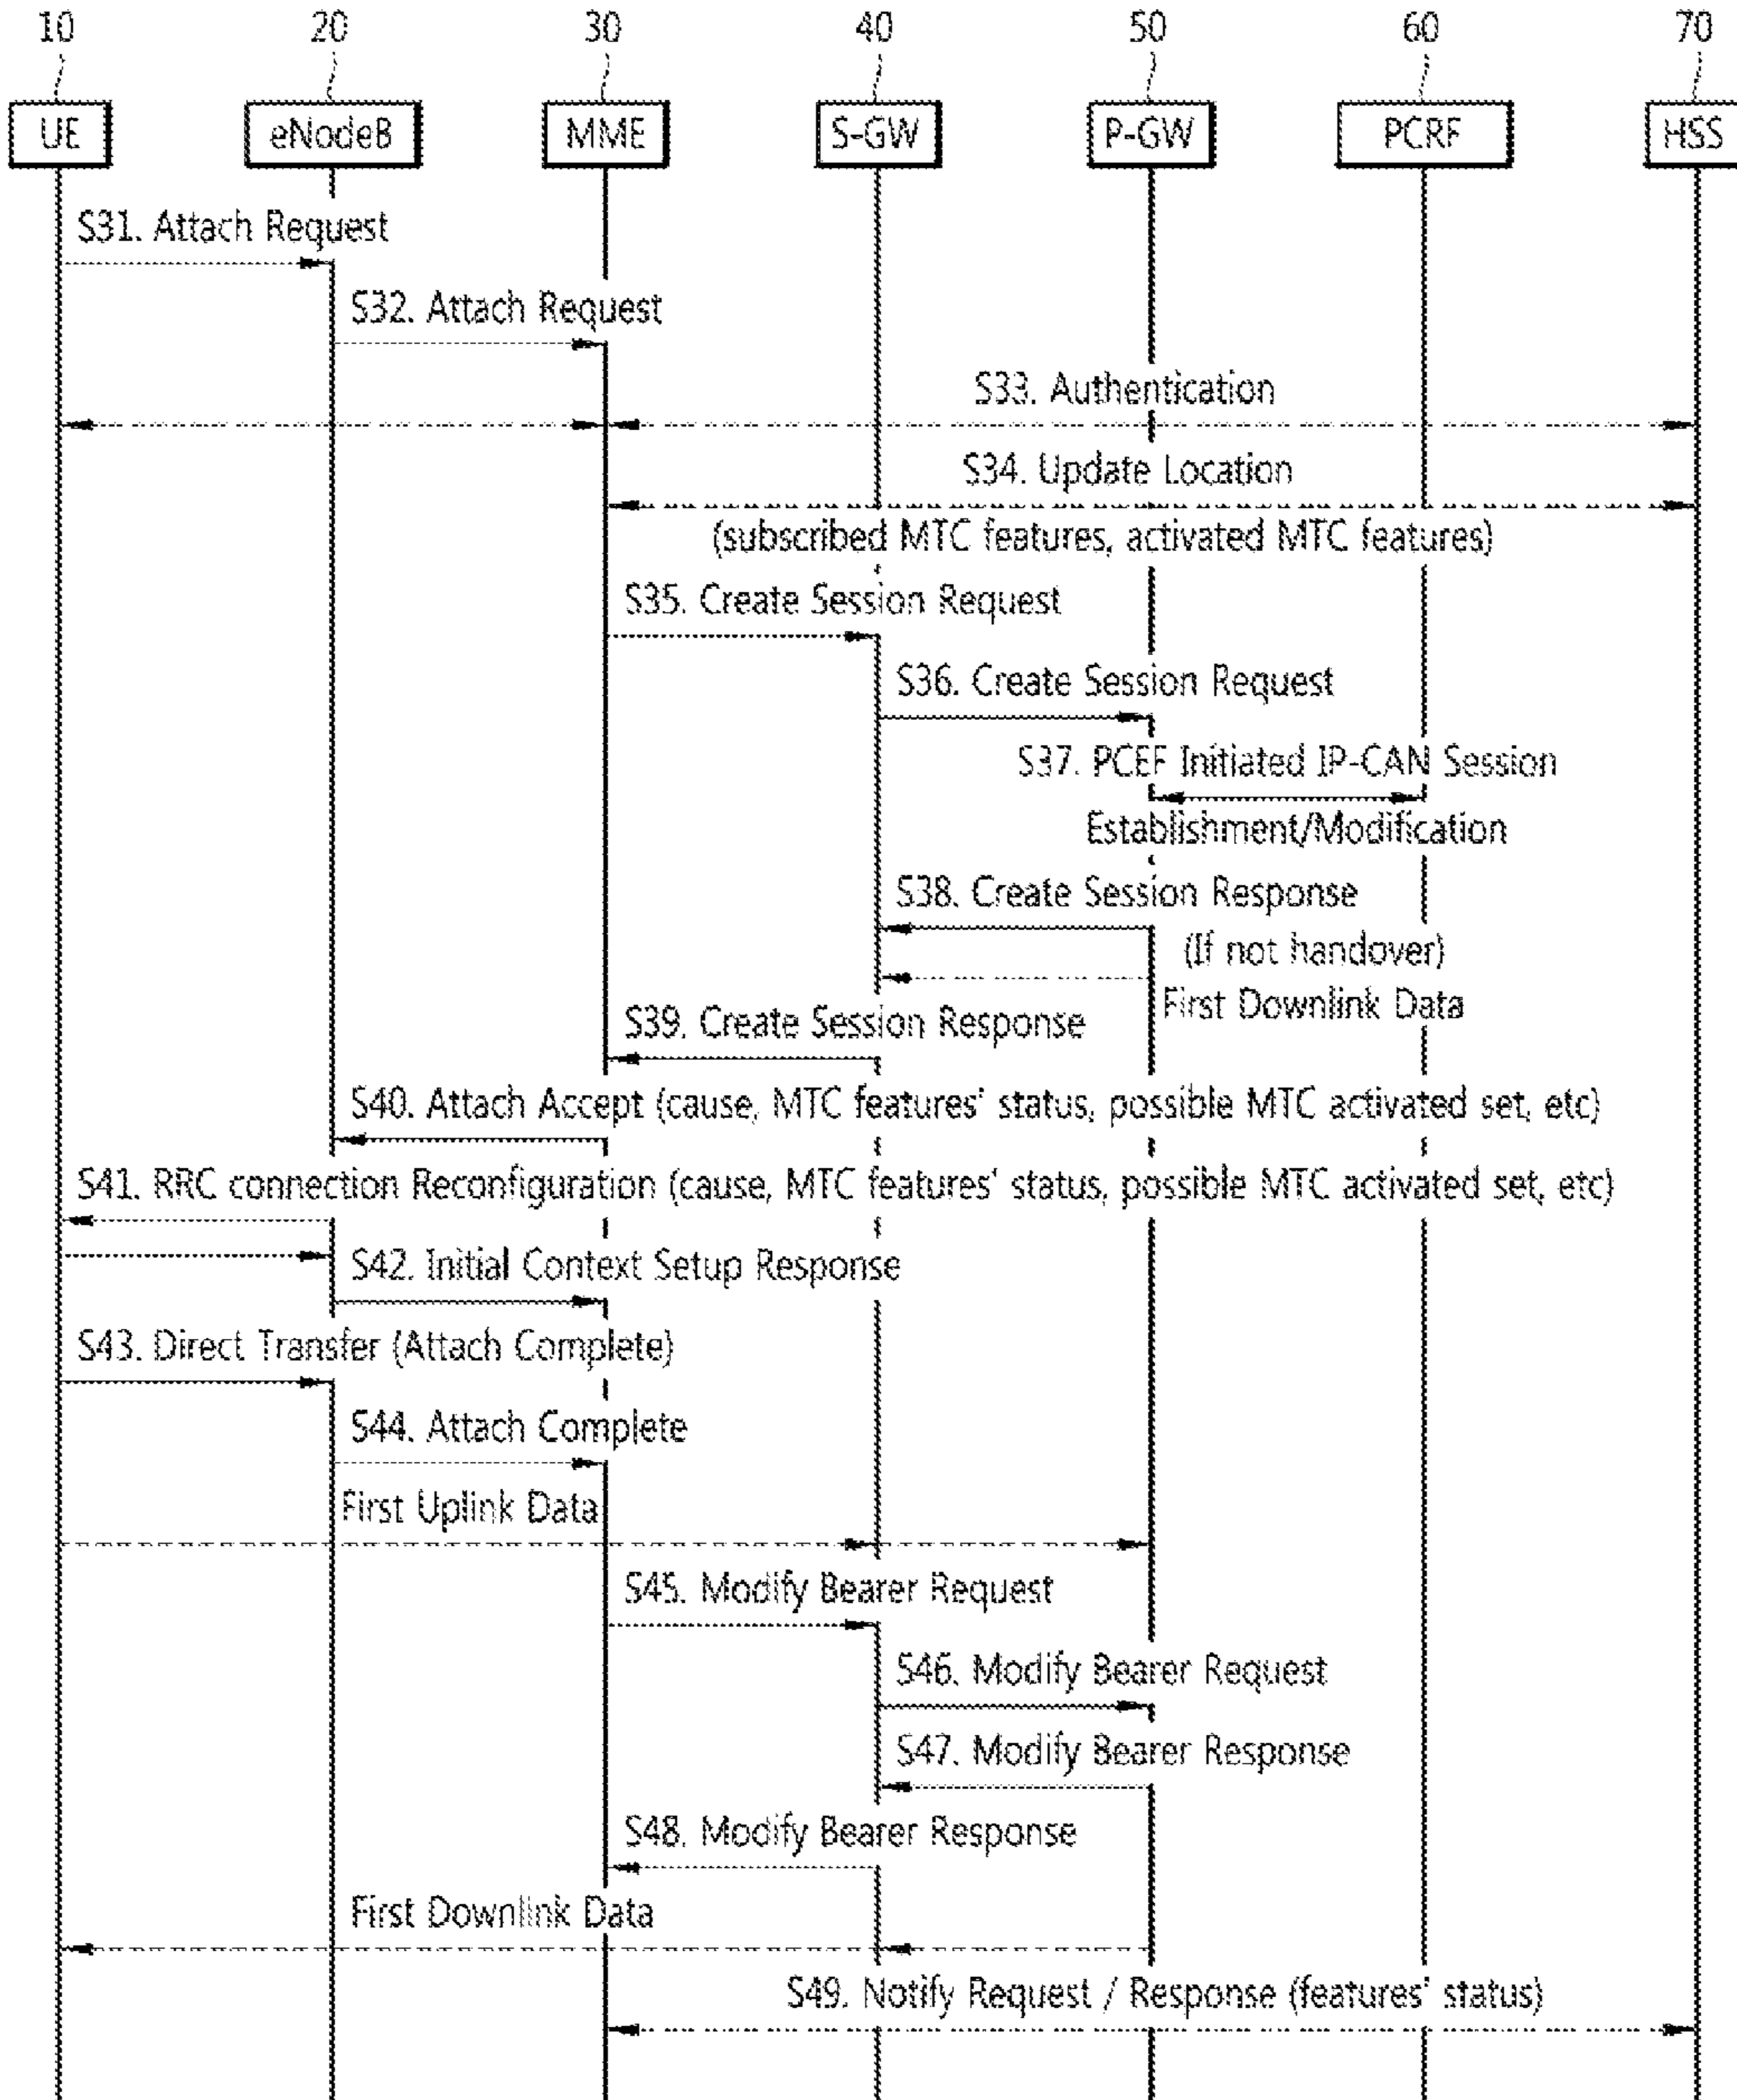 10 20 30 40 50 60 70
UE eNodeB MME S-GW P-GW PCRF HSS
S31. Attach Request
S32. Attach Request
S33. Authentication
S34. Update Location
(subscribed MTC features, activated MTC features)
S35. Create Session Request
S36. Create Session Request
S37. PCEF Initiated IP-CAN Session
Establishment/Modification
S38. Create Session Response
(If not handover)
First Downlink Data
S39. Create Session Response
S40. Attach Accept (cause, MTC features' status, possible MTC activated set, etc)
S41. RRC connection Reconfiguration (cause, MTC features' status, possible MTC activated set, etc)
S42. Initial Context Setup Response
S43. Direct Transfer (Attach Complete)
S44. Attach Complete
First Uplink Data
S45. Modify Bearer Request
S46. Modify Bearer Request
S47. Modify Bearer Response
S48. Modify Bearer Response
First Downlink Data
S49. Notify Request / Response (features' status)